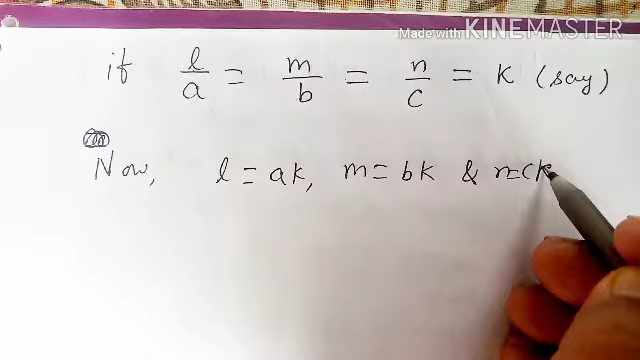 Made with KINEMASTER
if l/a = m/b = n/c = K (say)
Now, l = ak, m = bk & n=ck